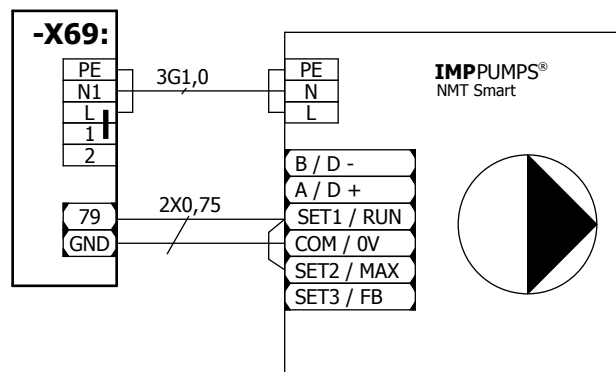 -X69:
PE
N1
L
1
2
79
GND
3G1,0
2X0,75
PE
N
L
B / D -
A / D +
SET1 / RUN
COM / 0V
SET2 / MAX
SET3 / FB
IMPPUMPS®
NMT Smart